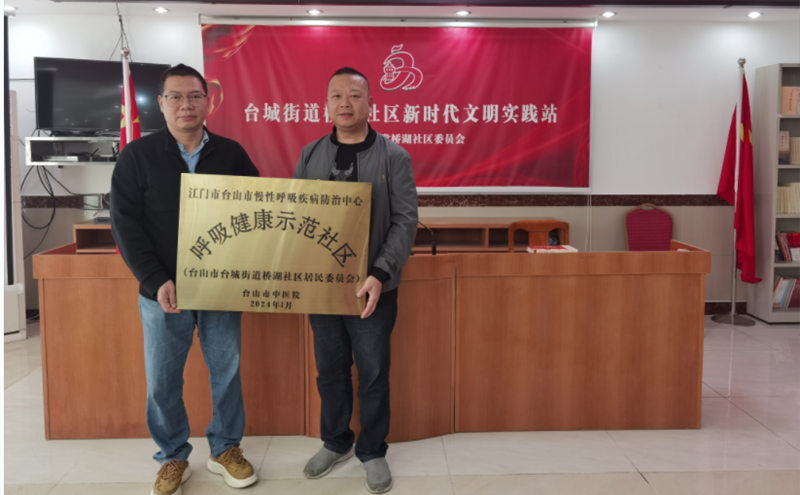 台城街道桥 社区新时代文明实践站
桥湖社区委员会
江门市台山市慢性呼吸疾病防治中心
呼吸健康示范社区
(台山市台城街道桥湖社区居民委员会)
台山市中医院
2024年1月